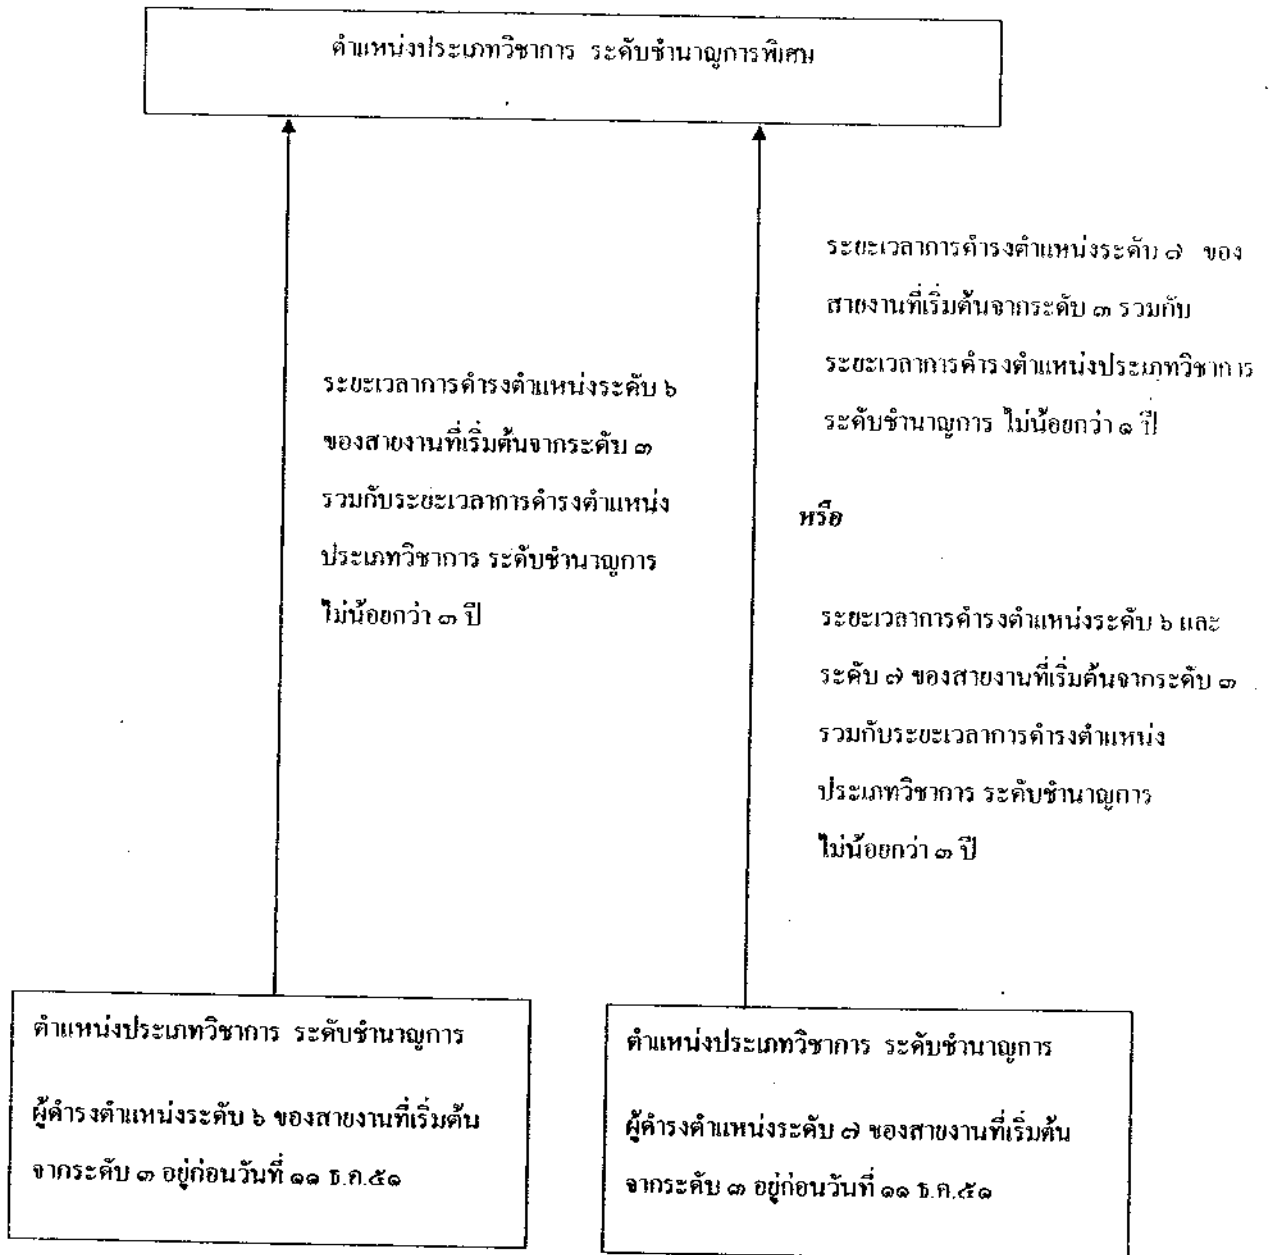 ตำแหน่งประเภทวิชาการ ระดับชำนาญการพิเศษ
ระยะเวลาการดำรงตำแหน่งระดับ ๖
ของสายงานที่เริ่มต้นจากระดับ ๓
รวมกับระยะเวลาการดำรงตำแหน่ง
ประเภทวิชาการ ระดับชำนาญการ
ไม่น้อยกว่า ๓ ปี
ระยะเวลาการดำรงตำแหน่งระดับ ๗ ของ
สายงานที่เริ่มต้นจากระดับ ๓ รวมกับ
ระยะเวลาการดำรงตำแหน่งประเภทวิชาการ
ระดับชำนาญการ ไม่น้อยกว่า ๑ ปี
หรือ
ระยะเวลาการดำรงตำแหน่งระดับ ๖ และ
ระดับ ๗ ของสายงานที่เริ่มต้นจากระดับ ๓
รวมกับระยะเวลาการดำรงตำแหน่ง
ประเภทวิชาการ ระดับชำนาญการ
ไม่น้อยกว่า ๓ ปี
ตำแหน่งประเภทวิชาการ ระดับชำนาญการ
ผู้ดำรงตำแหน่งระดับ ๖ ของสายงานที่เริ่มต้น
จากระดับ ๓ อยู่ก่อนวันที่ ๑๑ ธ.ค.๕๑
ตำแหน่งประเภทวิชาการ ระดับชำนาญการ
ผู้ดำรงตำแหน่งระดับ ๗ ของสายงานที่เริ่มต้น
จากระดับ ๓ อยู่ก่อนวันที่ ๑๑ ธ.ค.๕๑